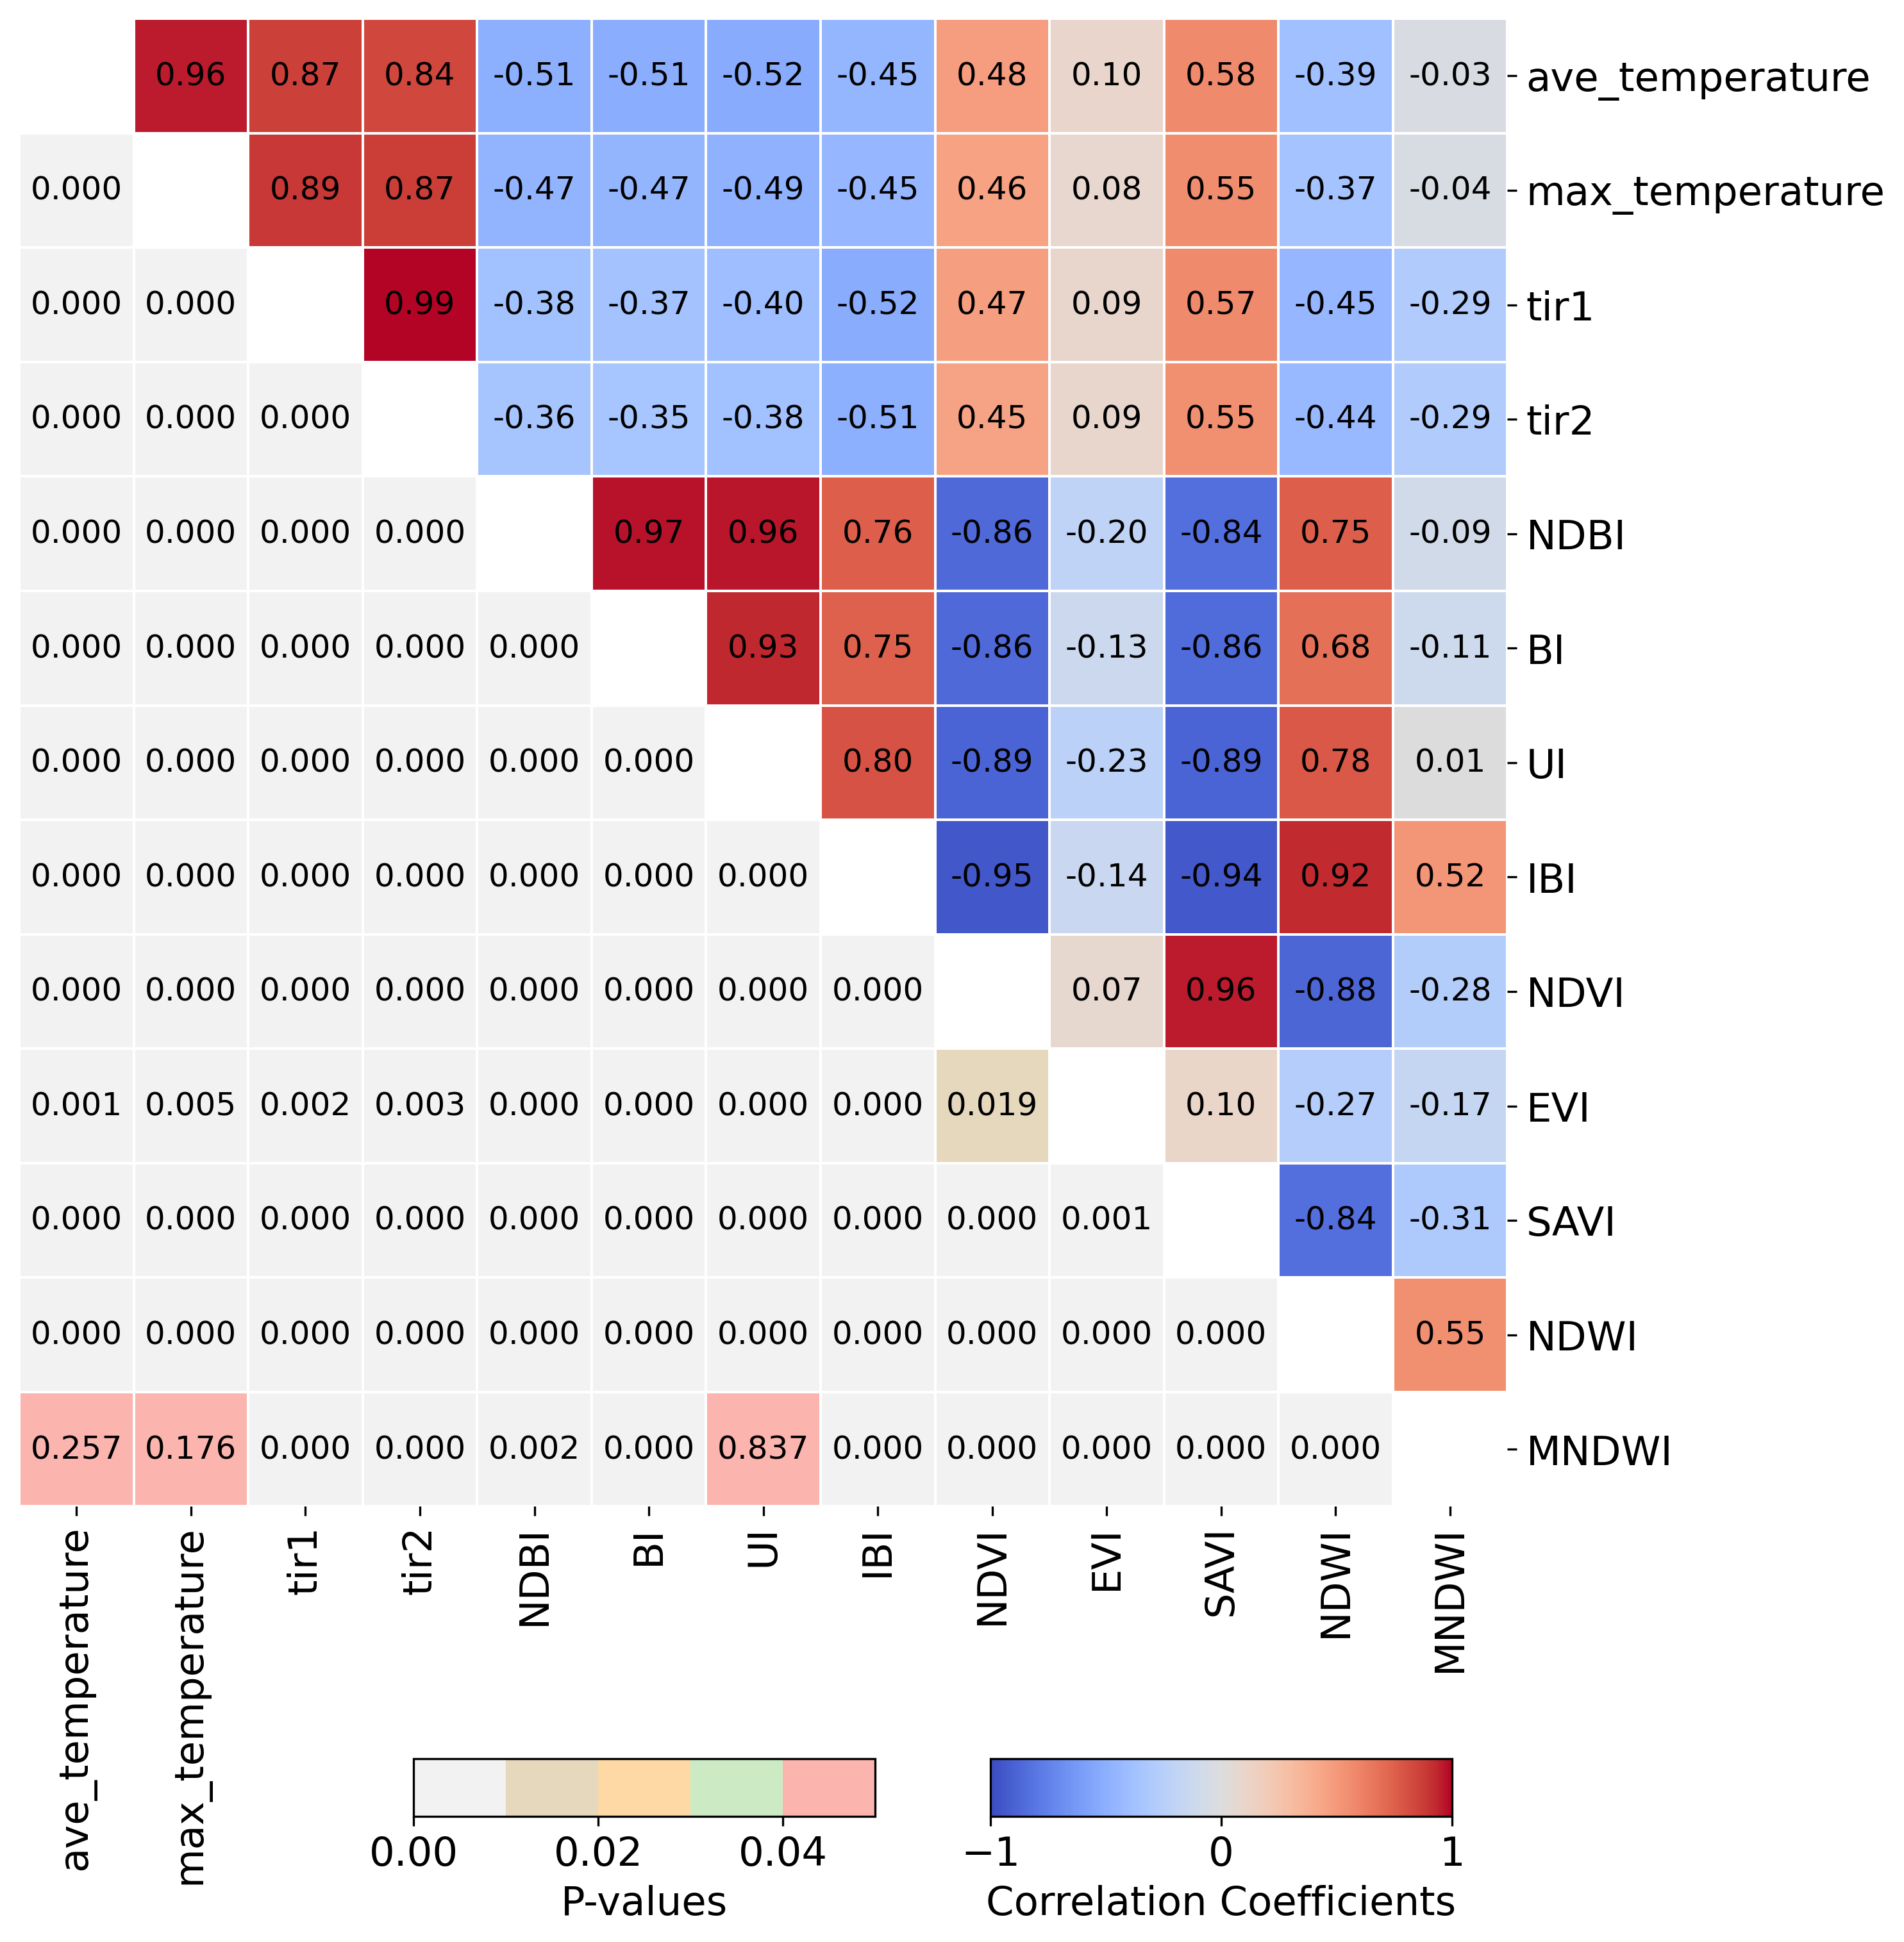 0.96 0.87 0.84 -0.51 -0.51 -0.52 -0.45 0.48 0.10 0.58 -0.39 -0.03 ave_temperature
0.000 0.89 0.87 -0.47 -0.47 -0.49 -0.45 0.46 0.08 0.55 -0.37 -0.04 max_temperature
0.000 0.000 0.99 -0.38 -0.37 -0.40 -0.52 0.47 0.09 0.57 -0.45 -0.29 tir1
0.000 0.000 0.000 -0.36 -0.35 -0.38 -0.51 0.45 0.09 0.55 -0.44 -0.29 tir2
0.000 0.000 0.000 0.000 0.97 0.96 0.76 -0.86 -0.20 -0.84 0.75 -0.09 NDBI
0.000 0.000 0.000 0.000 0.000 0.93 0.75 -0.86 -0.13 -0.86 0.68 -0.11 BI
0.000 0.000 0.000 0.000 0.000 0.000 0.80 -0.89 -0.23 -0.89 0.78 0.01 UI
0.000 0.000 0.000 0.000 0.000 0.000 0.000 -0.95 -0.14 -0.94 0.92 0.52 IBI
0.000 0.000 0.000 0.000 0.000 0.000 0.000 0.000 0.07 0.96 -0.88 -0.28 NDVI
0.001 0.005 0.002 0.003 0.000 0.000 0.000 0.000 0.019 0.10 -0.27 -0.17 EVI
0.000 0.000 0.000 0.000 0.000 0.000 0.000 0.000 0.000 0.001 -0.84 -0.31 SAVI
0.000 0.000 0.000 0.000 0.000 0.000 0.000 0.000 0.000 0.000 0.000 0.55 NDWI
0.257 0.176 0.000 0.000 0.002 0.000 0.837 0.000 0.000 0.000 0.000 0.000 MNDWI
ave_temperature max_temperature tir1 tir2 NDBI BI UI IBI NDVI EVI SAVI NDWI MNDWI
0.00 0.02 0.04
P-values
−1 0 1
Correlation Coefficients